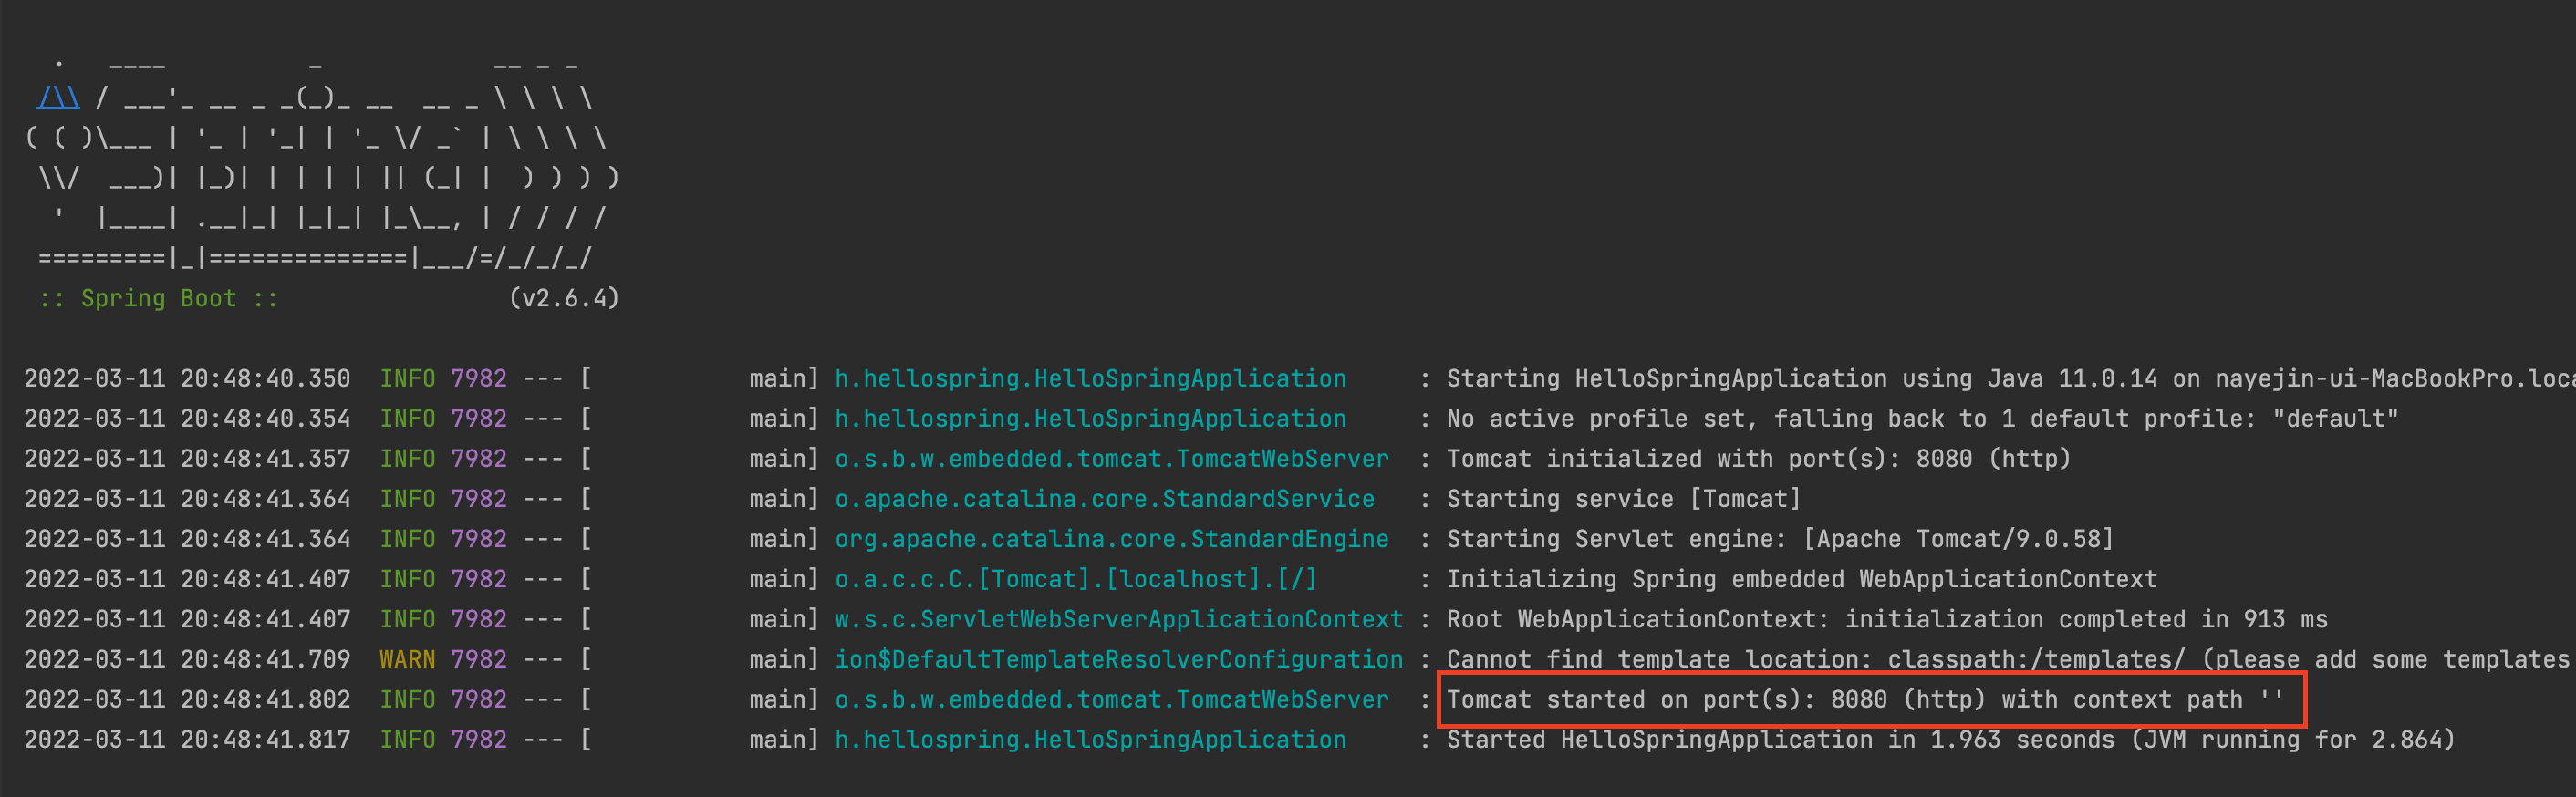 .   ____          _            __ _ _
 /\\ / ___'_ __ _ _(_)_ __  __ _ \ \ \ \
( ( )\___ | '_ | '_| | '_ \/ _` | \ \ \ \
 \\/  ___)| |_)| | | | | || (_| |  ) ) ) )
  '  |____| .__|_| |_|_| |_\__, | / / / /
 =========|_|==============|___/=/_/_/_/
 :: Spring Boot ::                (v2.6.4)
2022-03-11 20:48:40.350  INFO 7982 --- [           main] h.hellospring.HelloSpringApplication     : Starting HelloSpringApplication using Java 11.0.14 on nayejin-ui-MacBookPro.loca
2022-03-11 20:48:40.354  INFO 7982 --- [           main] h.hellospring.HelloSpringApplication     : No active profile set, falling back to 1 default profile: "default"
2022-03-11 20:48:41.357  INFO 7982 --- [           main] o.s.b.w.embedded.tomcat.TomcatWebServer  : Tomcat initialized with port(s): 8080 (http)
2022-03-11 20:48:41.364  INFO 7982 --- [           main] o.apache.catalina.core.StandardService   : Starting service [Tomcat]
2022-03-11 20:48:41.364  INFO 7982 --- [           main] org.apache.catalina.core.StandardEngine  : Starting Servlet engine: [Apache Tomcat/9.0.58]
2022-03-11 20:48:41.407  INFO 7982 --- [           main] o.a.c.c.C.[Tomcat].[localhost].[/]       : Initializing Spring embedded WebApplicationContext
2022-03-11 20:48:41.407  INFO 7982 --- [           main] w.s.c.ServletWebServerApplicationContext : Root WebApplicationContext: initialization completed in 913 ms
2022-03-11 20:48:41.709  WARN 7982 --- [           main] ion$DefaultTemplateResolverConfiguration : Cannot find template location: classpath:/templates/ (please add some templates
2022-03-11 20:48:41.802  INFO 7982 --- [           main] o.s.b.w.embedded.tomcat.TomcatWebServer  : Tomcat started on port(s): 8080 (http) with context path ''
2022-03-11 20:48:41.817  INFO 7982 --- [           main] h.hellospring.HelloSpringApplication     : Started HelloSpringApplication in 1.963 seconds (JVM running for 2.864)